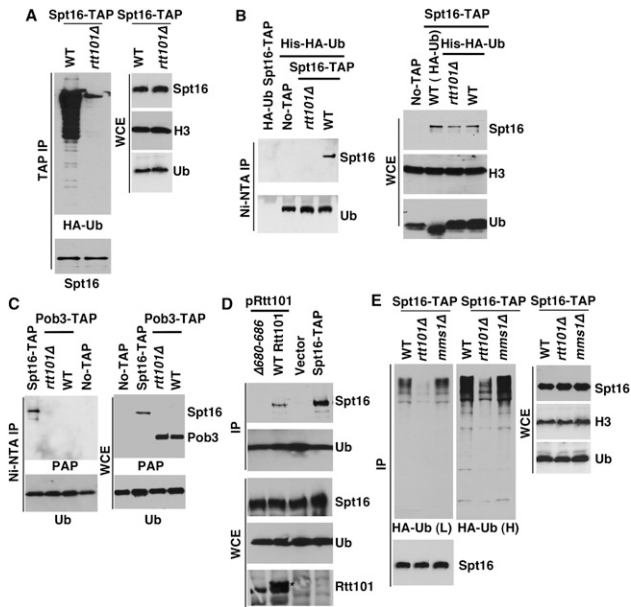 A
Spt16-TAP
WT
rtt101Δ
TAP IP
HA-Ub
Spt16
Spt16-TAP
WT
rtt101Δ
WCE
Spt16
H3
Ub
B
HA-Ub Spt16-TAP
His-HA-Ub
Spt16-TAP
No-TAP
rtt101Δ
WT
Ni-NTA IP
Spt16
Ub
Spt16-TAP
His-HA-Ub
No-TAP
WT (HA-Ub)
rtt101Δ
WT
WCE
Spt16
H3
Ub
C
Pob3-TAP
Spt16-TAP
rtt101Δ
WT
No-TAP
Ni-NTA IP
PAP
Ub
Pob3-TAP
No-TAP
Spt16-TAP
rtt101Δ
WT
WCE
Spt16
Pob3
PAP
Ub
D
pRtt101
Δ680-686
WT Rtt101
Vector
Spt16-TAP
IP
Spt16
Ub
WCE
Spt16
Ub
Rtt101
E
Spt16-TAP
WT
rtt101Δ
mms1Δ
Spt16-TAP
WT
rtt101Δ
mms1Δ
IP
HA-Ub (L)
HA-Ub (H)
Spt16
Spt16-TAP
WT
rtt101Δ
mms1Δ
WCE
Spt16
H3
Ub